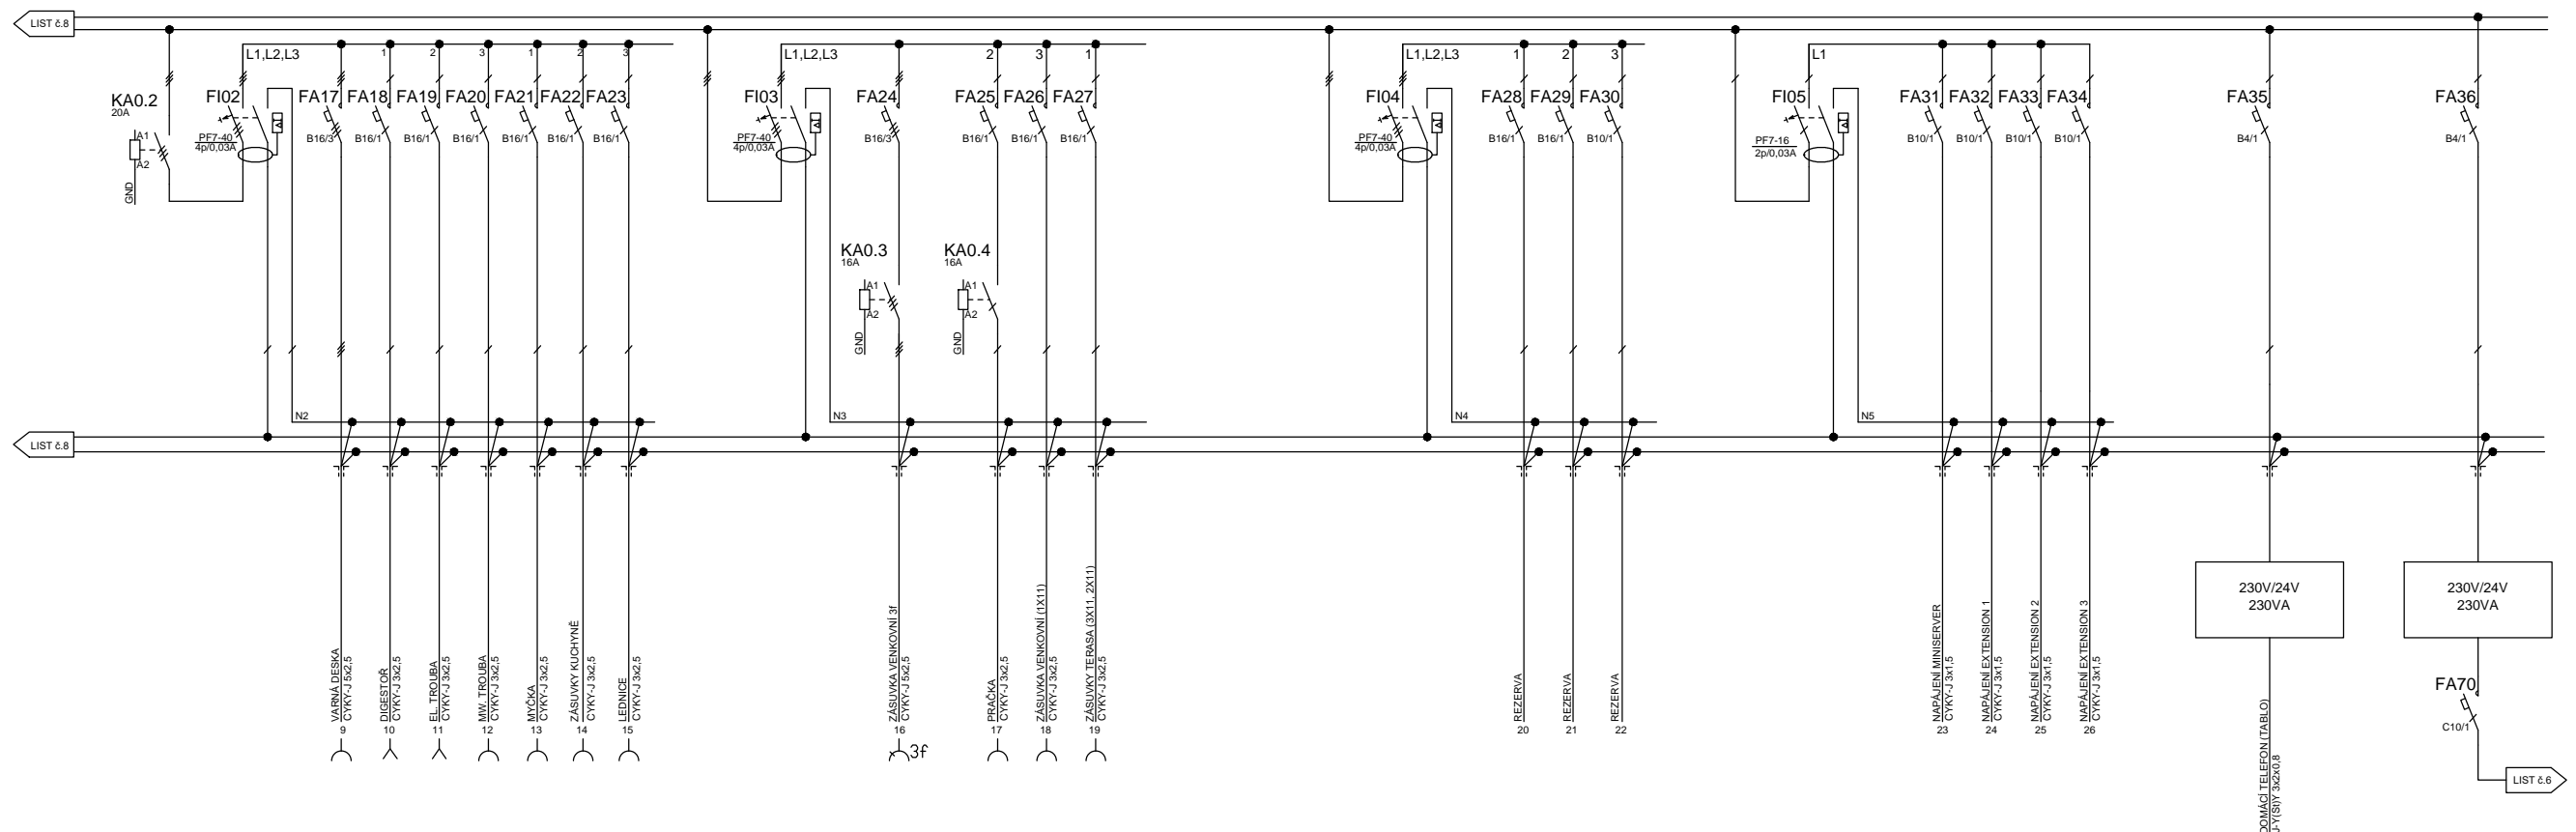 LIST č.8
L1,L2,L3
1
2
3
1
2
3
L1,L2,L3
2
3
1
L1,L2,L3
1
2
3
L1
KA0.2
20A
A1
A2
GND
FI02
PF7-40
4p/0,03A
FA17
B16/3
FA18
B16/1
FA19
B16/1
FA20
B16/1
FA21
B16/1
FA22
B16/1
FA23
B16/1
FI03
PF7-40
4p/0,03A
FA24
B16/3
FA25
B16/1
FA26
B16/1
FA27
B16/1
FI04
PF7-40
4p/0,03A
FA28
B16/1
FA29
B16/1
FA30
B10/1
FI05
PF7-16
2p/0,03A
FA31
B10/1
FA32
B10/1
FA33
B10/1
FA34
B10/1
FA35
B4/1
FA36
B4/1
KA0.3
16A
A1
A2
GND
KA0.4
16A
A1
A2
GND
N2
N3
N4
N5
LIST č.8
VARNÁ DESKA
CYKY-J 5x2,5
9
DIGESTOŘ
CYKY-J 3x2,5
10
EL. TROUBA
CYKY-J 3x2,5
11
MW. TROUBA
CYKY-J 3x2,5
12
MYČKA
CYKY-J 3x2,5
13
ZÁSUVKY KUCHYNĚ
CYKY-J 3x2,5
14
LEDNICE
CYKY-J 3x2,5
15
ZÁSUVKA VENKOVNÍ 3f
CYKY-J 5x2,5
16
3f
PRAČKA
CYKY-J 3x2,5
17
ZÁSUVKA VENKOVNÍ (1X11)
CYKY-J 3x2,5
18
ZÁSUVKY TERASA (3X11, 2X11)
CYKY-J 3x2,5
19
REZERVA
20
REZERVA
21
REZERVA
22
NAPÁJENÍ MINISERVER
CYKY-J 3x1,5
23
NAPÁJENÍ EXTENSION 1
CYKY-J 3x1,5
24
NAPÁJENÍ EXTENSION 2
CYKY-J 3x1,5
25
NAPÁJENÍ EXTENSION 3
CYKY-J 3x1,5
26
230V/24V
230VA
DOMÁCÍ TELEFON (TABLO)
J-Y(St)Y 3x2x0,8
230V/24V
230VA
FA70
C10/1
LIST č.6